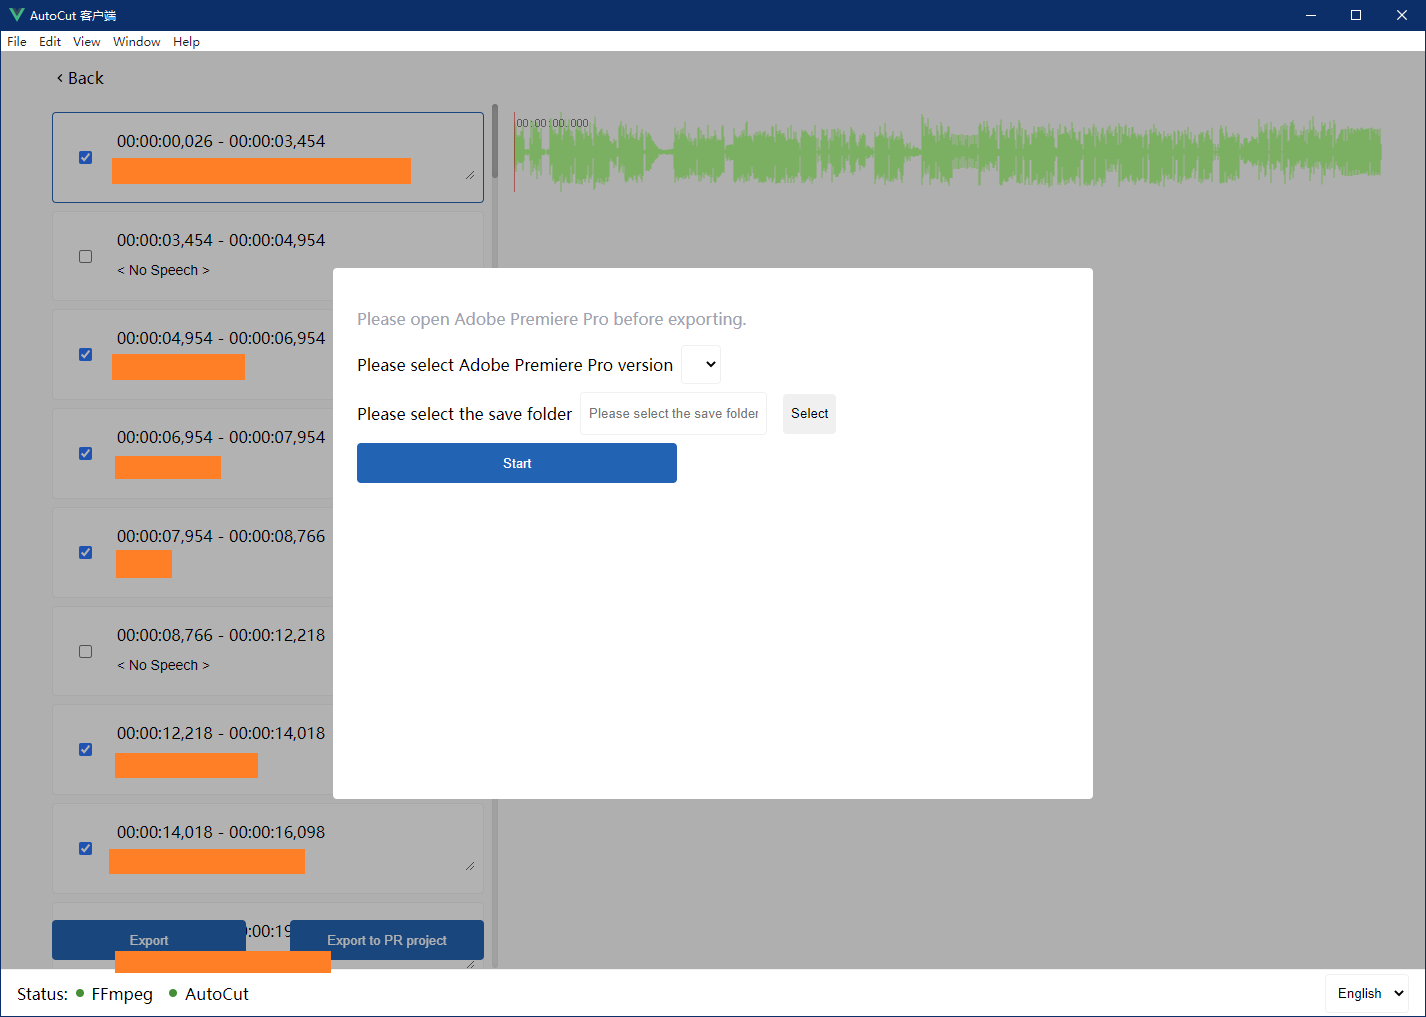 AutoCut 客户端
File Edit View Window Help
‹ Back
00:00:00,026 - 00:00:03,454
00:00:03,454 - 00:00:04,954
< No Speech >
00:00:04,954 - 00:00:06,954
00:00:06,954 - 00:00:07,954
00:00:07,954 - 00:00:08,766
00:00:08,766 - 00:00:12,218
< No Speech >
00:00:12,218 - 00:00:14,018
00:00:14,018 - 00:00:16,098
Export
Export to PR project
00:00:00.000
Please open Adobe Premiere Pro before exporting.
Please select Adobe Premiere Pro version
Please select the save folder
Please select the save folder
Select
Start
Status: FFmpeg AutoCut
English